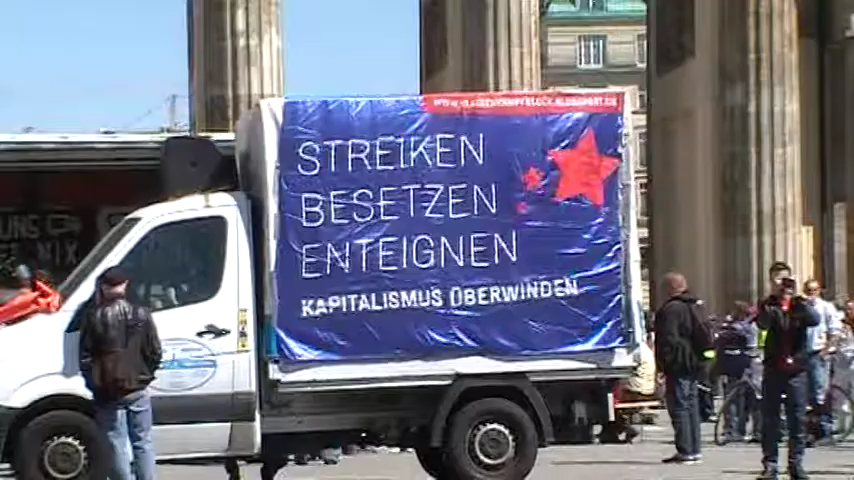 STREIKEN
BESETZEN
ENTEIGNEN
KAPITALISMUS ÜBERWINDEN